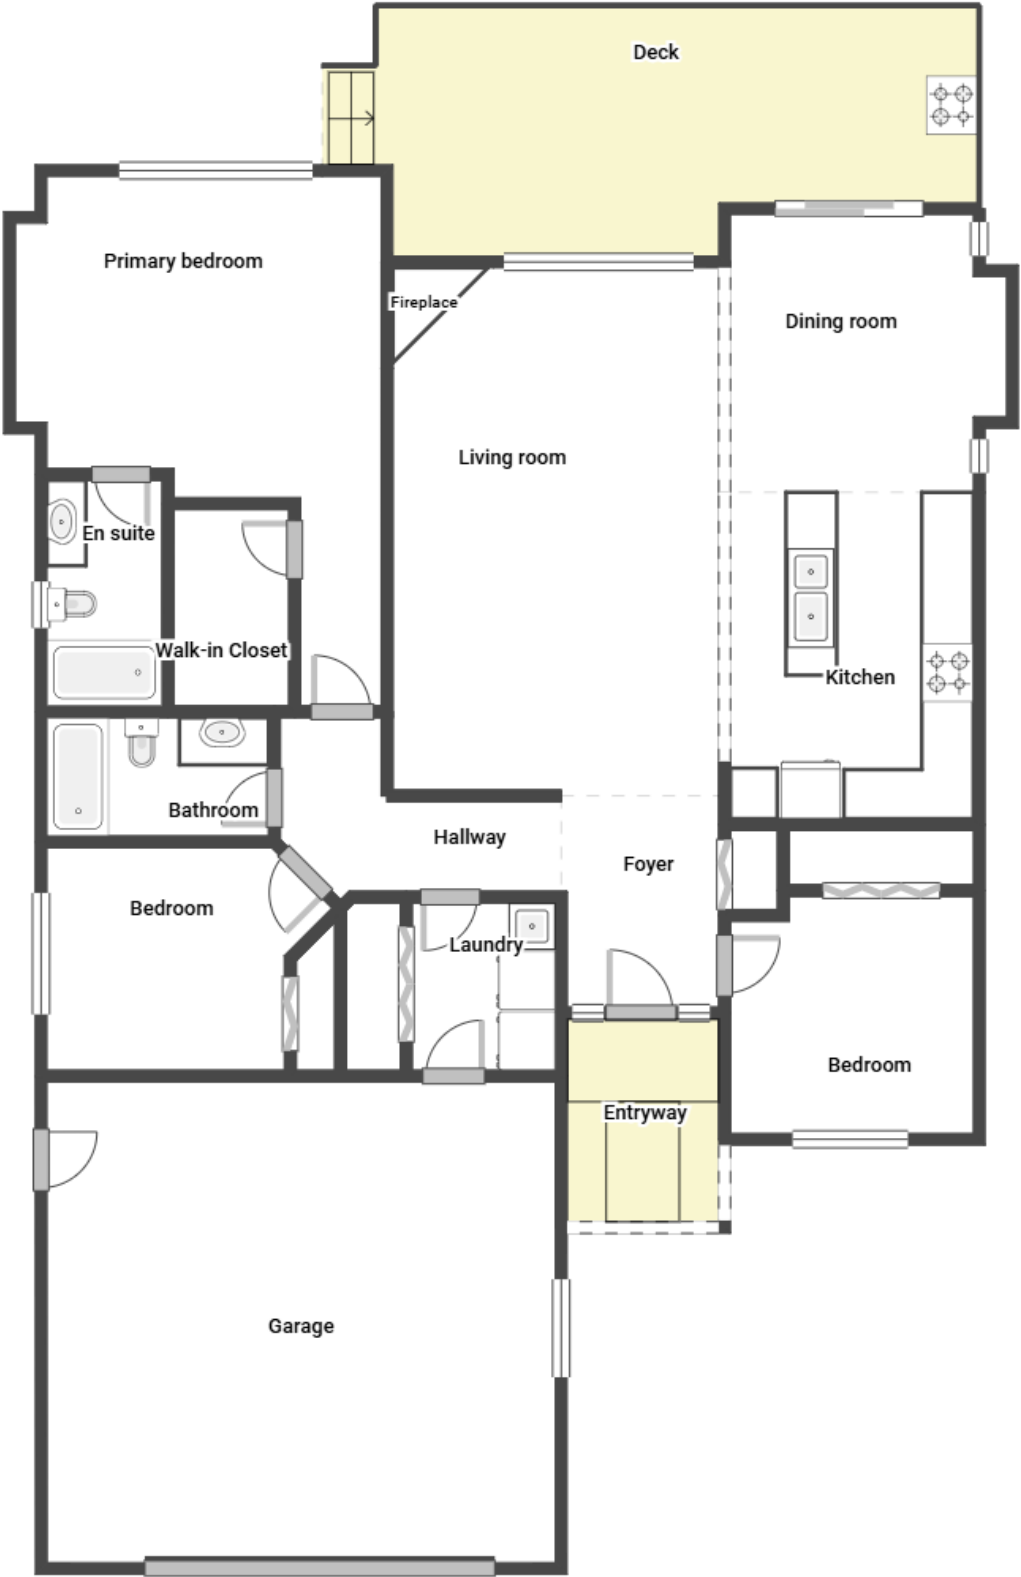 Deck
Primary bedroom
Fireplace
Dining room
Living room
En suite
Walk-in Closet
Kitchen
Bathroom
Hallway
Foyer
Bedroom
Laundry
Bedroom
Entryway
Garage